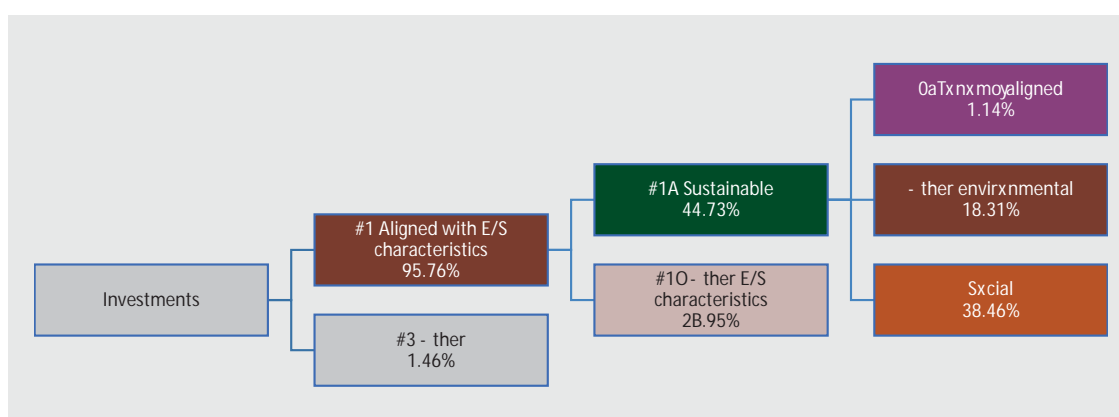 0aTxnxmoyaligned
1.14%
#1A Sustainable
44.73%
- ther envirxnmental
18.31%
#1 Aligned with E/S
characteristics
95.76%
Investments
#1O - ther E/S
characteristics
2B.95%
Sxcial
38.46%
#3 - ther
1.46%